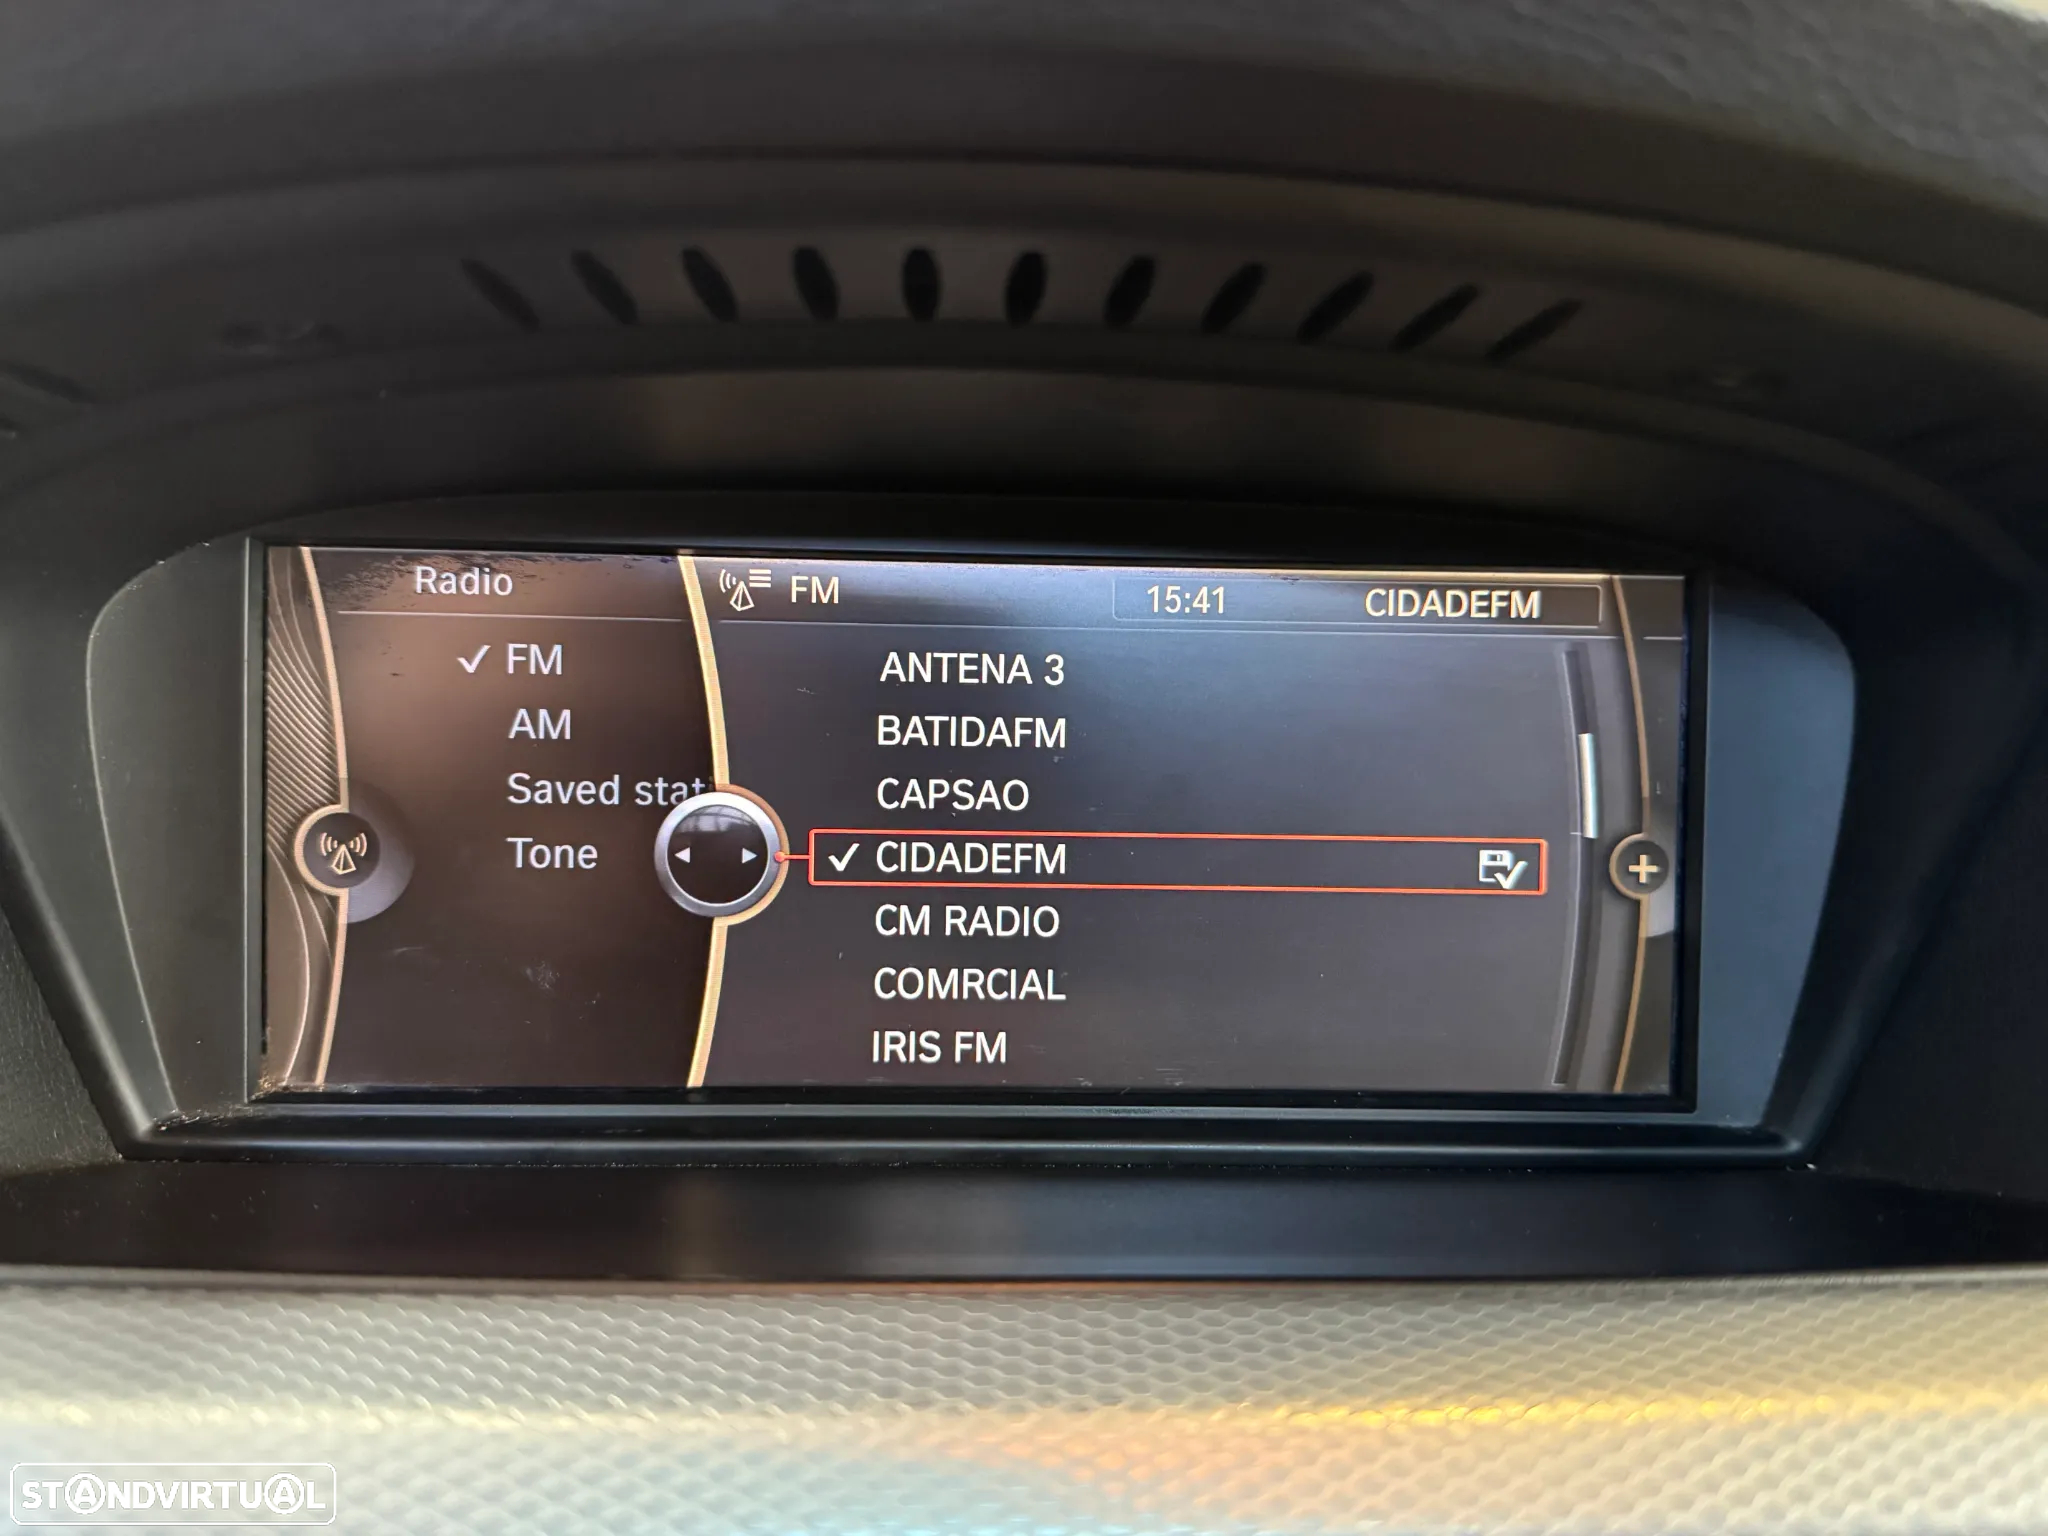 Radio
FM
AM
Saved stat
Tone
FM 15:41 CIDADEFM
ANTENA 3
BATIDAFM
CAPSAO
CIDADEFM
CM RADIO
COMRCIAL
IRIS FM
STANDVIRTUAL